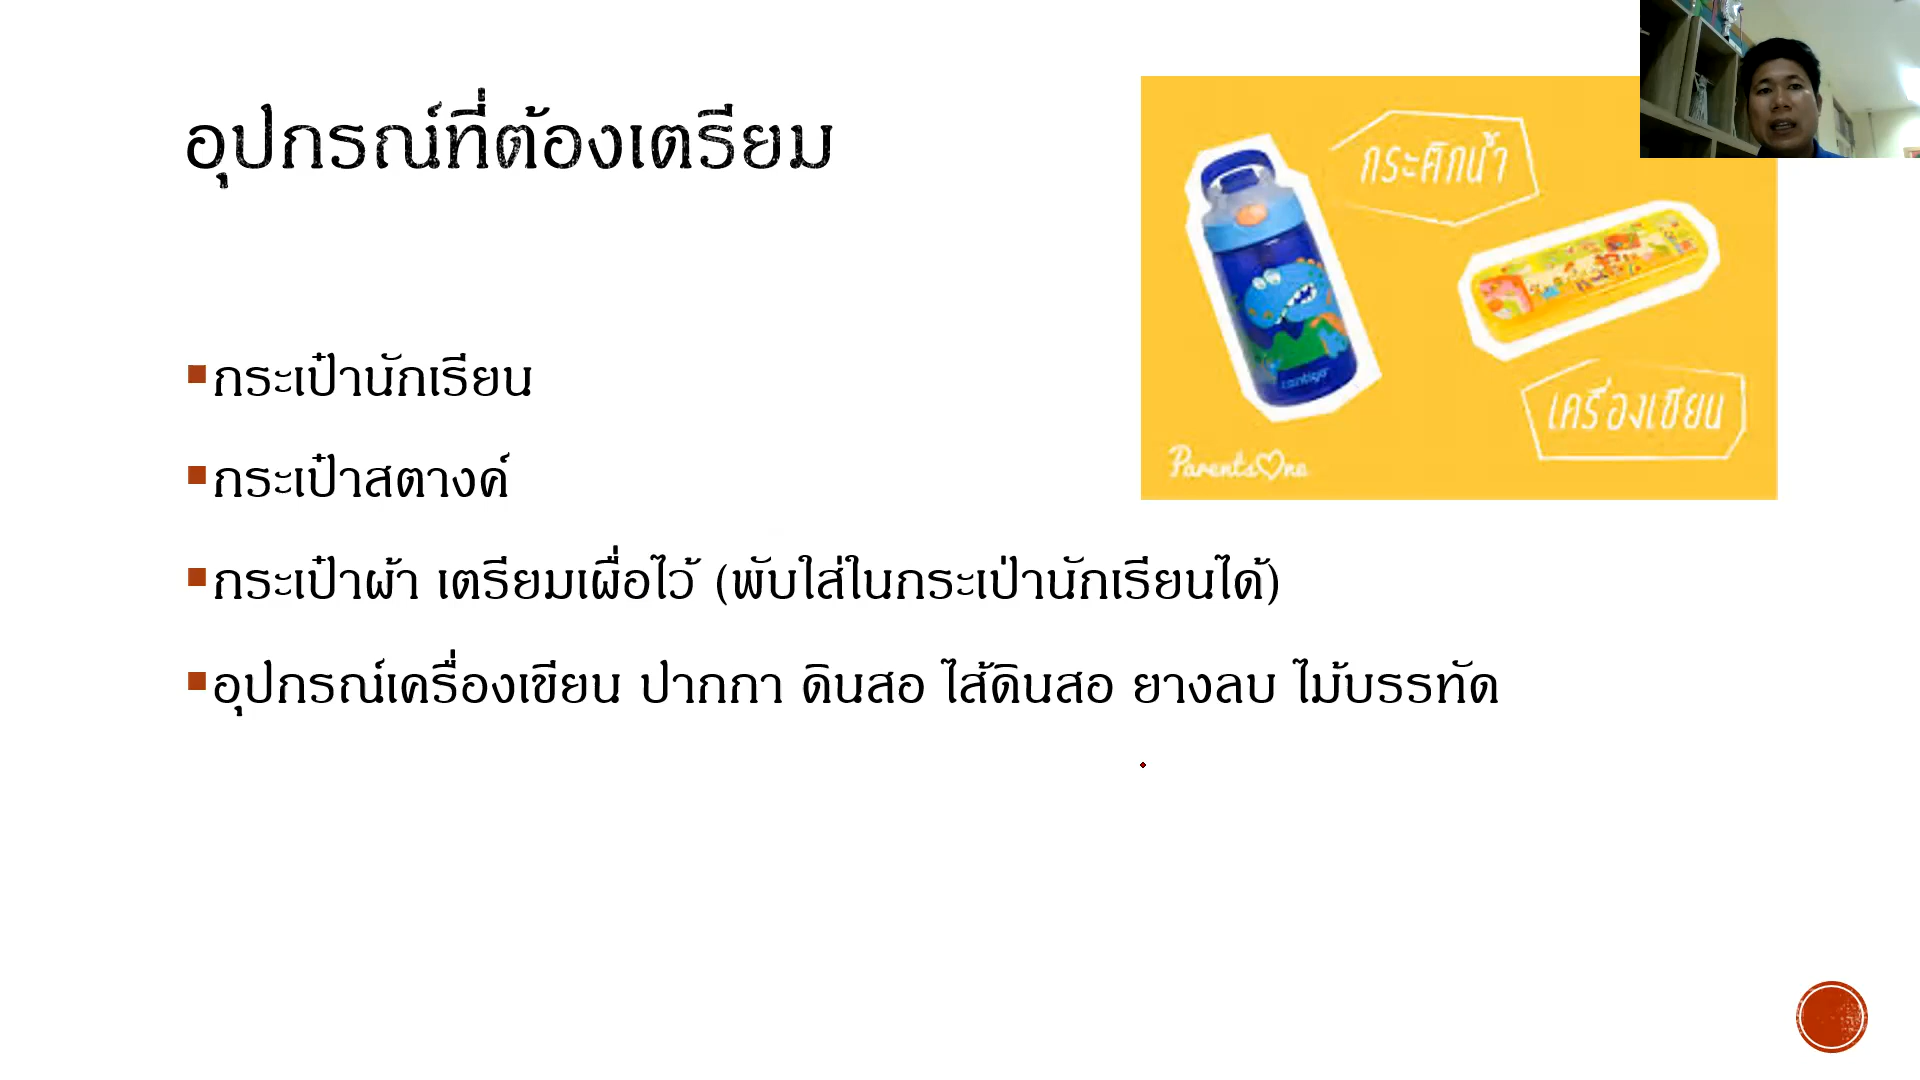 อุปกรณ์ที่ต้องเตรียม
กระติกน้ำ
เครื่องเขียน
ParentsOne
contigo
กระเป๋านักเรียน
กระเป๋าสตางค์
กระเป๋าผ้า เตรียมเผื่อไว้ (พับใส่ในกระเป่านักเรียนได้)
อุปกรณ์เครื่องเขียน ปากกา ดินสอ ไส้ดินสอ ยางลบ ไม้บรรทัด